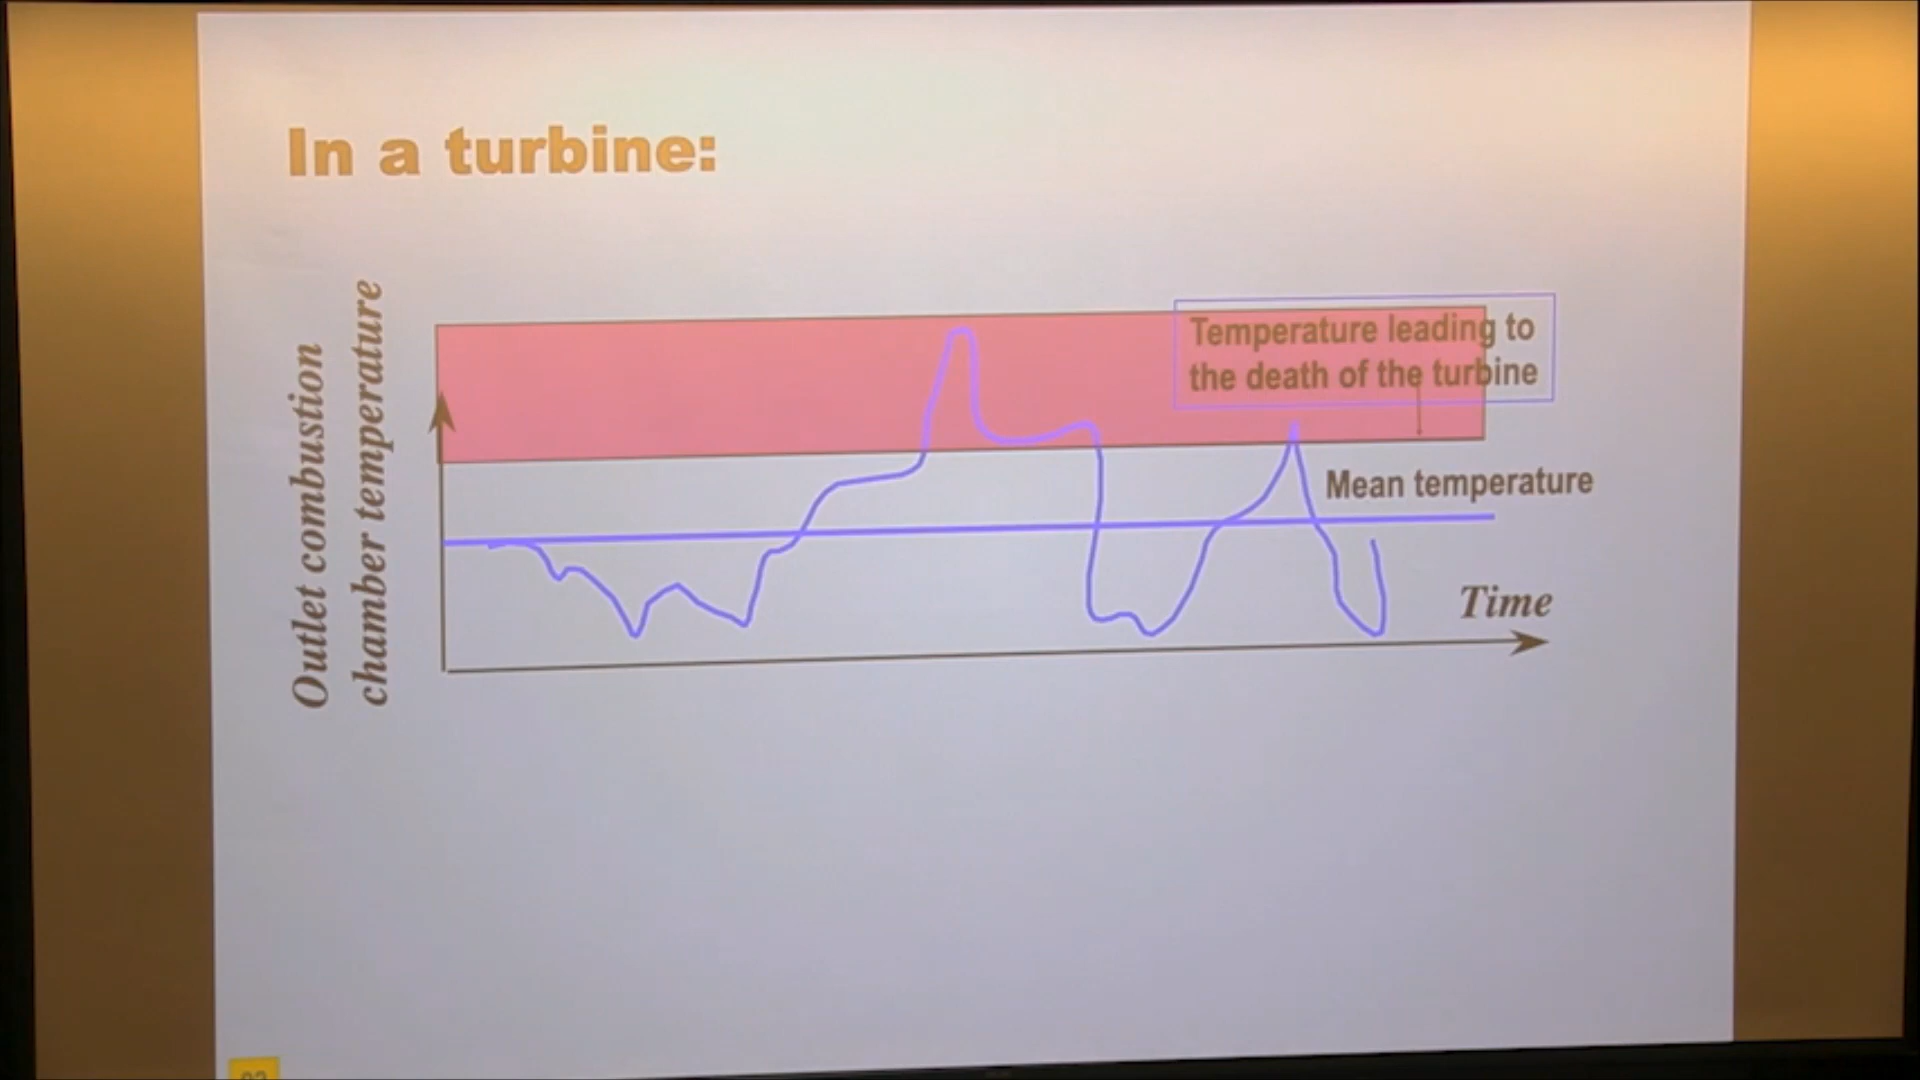 In a turbine:
Outlet combustion
chamber temperature
Temperature leading to
the death of the turbine
Mean temperature
Time